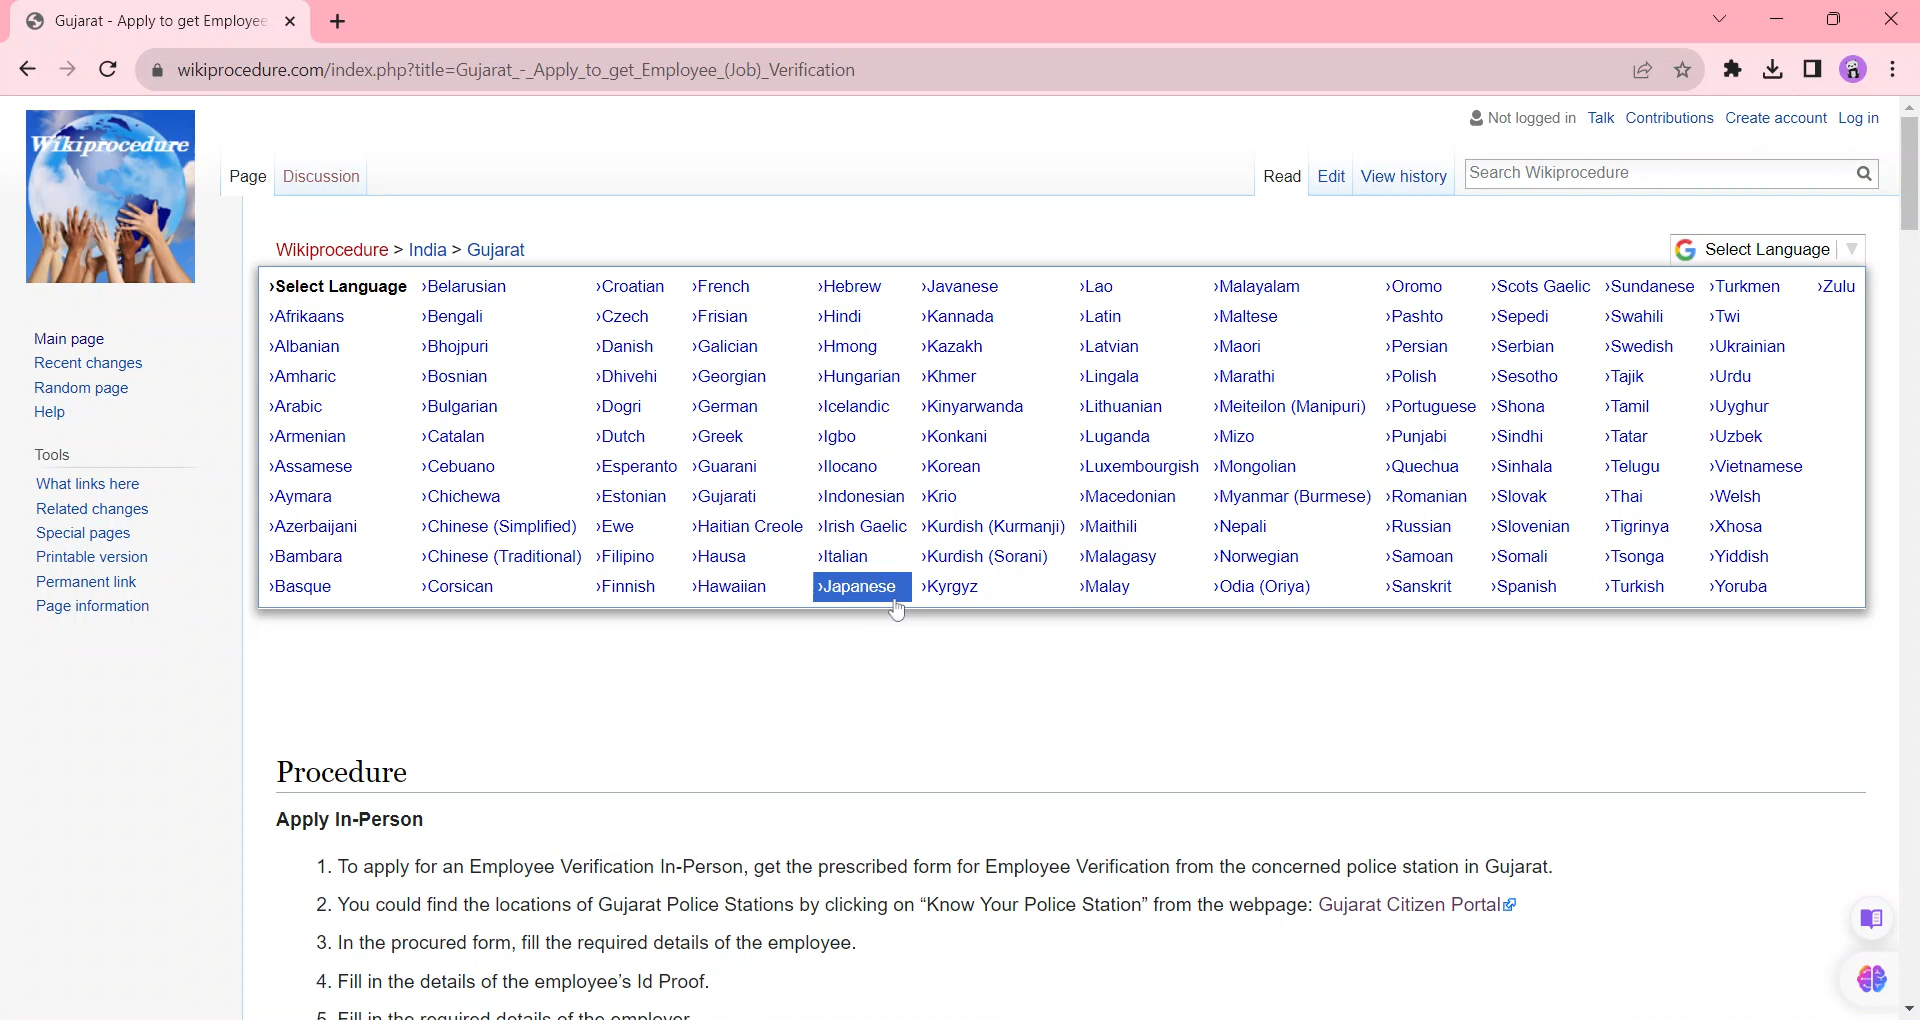 Gujarat - Apply to get Employee
wikiprocedure.com/index.php?title=Gujarat_-_Apply_to_get_Employee_(Job)_Verification
Wikiprocedure
Not logged in Talk Contributions Create account Log in
Page Discussion Read Edit View history Search Wikiprocedure
Wikiprocedure > India > Gujarat
Select Language
Main page
Recent changes
Random page
Help
Tools
What links here
Related changes
Special pages
Printable version
Permanent link
Page information
›Select Language ›Belarusian ›Croatian ›French ›Hebrew ›Javanese ›Lao ›Malayalam ›Oromo ›Scots Gaelic ›Sundanese ›Turkmen ›Zulu
›Afrikaans ›Bengali ›Czech ›Frisian ›Hindi ›Kannada ›Latin ›Maltese ›Pashto ›Sepedi ›Swahili ›Twi
›Albanian ›Bhojpuri ›Danish ›Galician ›Hmong ›Kazakh ›Latvian ›Maori ›Persian ›Serbian ›Swedish ›Ukrainian
›Amharic ›Bosnian ›Dhivehi ›Georgian ›Hungarian ›Khmer ›Lingala ›Marathi ›Polish ›Sesotho ›Tajik ›Urdu
›Arabic ›Bulgarian ›Dogri ›German ›Icelandic ›Kinyarwanda ›Lithuanian ›Meiteilon (Manipuri) ›Portuguese ›Shona ›Tamil ›Uyghur
›Armenian ›Catalan ›Dutch ›Greek ›Igbo ›Konkani ›Luganda ›Mizo ›Punjabi ›Sindhi ›Tatar ›Uzbek
›Assamese ›Cebuano ›Esperanto ›Guarani ›Ilocano ›Korean ›Luxembourgish ›Mongolian ›Quechua ›Sinhala ›Telugu ›Vietnamese
›Aymara ›Chichewa ›Estonian ›Gujarati ›Indonesian ›Krio ›Macedonian ›Myanmar (Burmese) ›Romanian ›Slovak ›Thai ›Welsh
›Azerbaijani ›Chinese (Simplified) ›Ewe ›Haitian Creole ›Irish Gaelic ›Kurdish (Kurmanji) ›Maithili ›Nepali ›Russian ›Slovenian ›Tigrinya ›Xhosa
›Bambara ›Chinese (Traditional) ›Filipino ›Hausa ›Italian ›Kurdish (Sorani) ›Malagasy ›Norwegian ›Samoan ›Somali ›Tsonga ›Yiddish
›Basque ›Corsican ›Finnish ›Hawaiian ›Japanese ›Kyrgyz ›Malay ›Odia (Oriya) ›Sanskrit ›Spanish ›Turkish ›Yoruba
Procedure
Apply In-Person
1. To apply for an Employee Verification In-Person, get the prescribed form for Employee Verification from the concerned police station in Gujarat.
2. You could find the locations of Gujarat Police Stations by clicking on “Know Your Police Station” from the webpage: Gujarat Citizen Portal
3. In the procured form, fill the required details of the employee.
4. Fill in the details of the employee’s Id Proof.
5. Fill in the required details of the employer